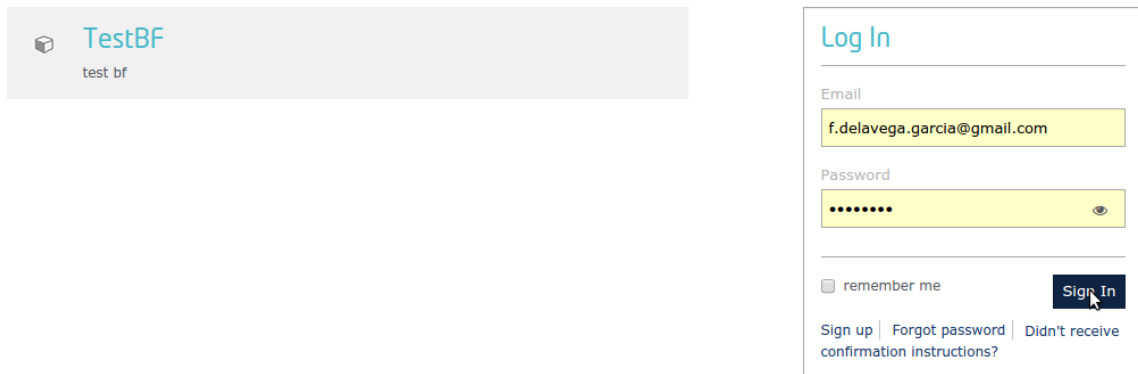 TestBF
test bf
Log In
Email
f.delavega.garcia@gmail.com
Password
••••••••
remember me
Sign In
Sign up | Forgot password | Didn't receive
confirmation instructions?